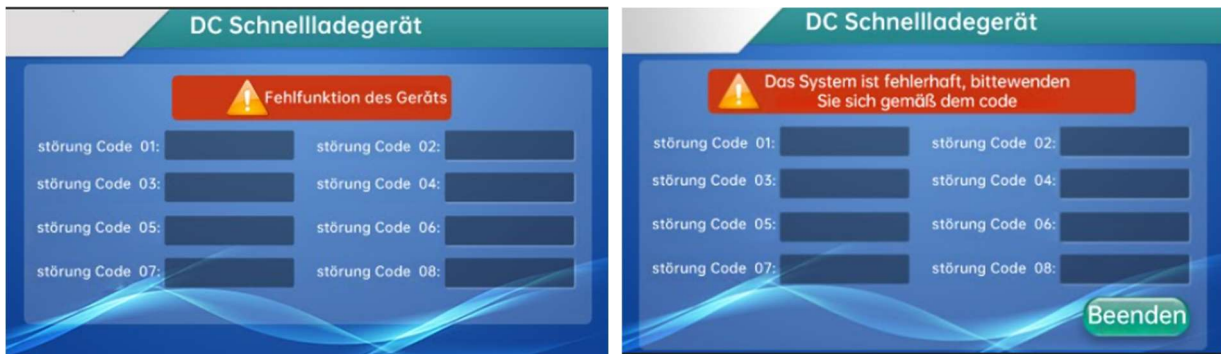 DC Schnellladegerät
Fehlfunktion des Geräts
störung Code 01: störung Code 02:
störung Code 03: störung Code 04:
störung Code 05: störung Code 06:
störung Code 07: störung Code 08:
DC Schnellladegerät
Das System ist fehlerhaft, bittewenden
Sie sich gemäß dem code
störung Code 01: störung Code 02:
störung Code 03: störung Code 04:
störung Code 05: störung Code 06:
störung Code 07: störung Code 08:
Beenden